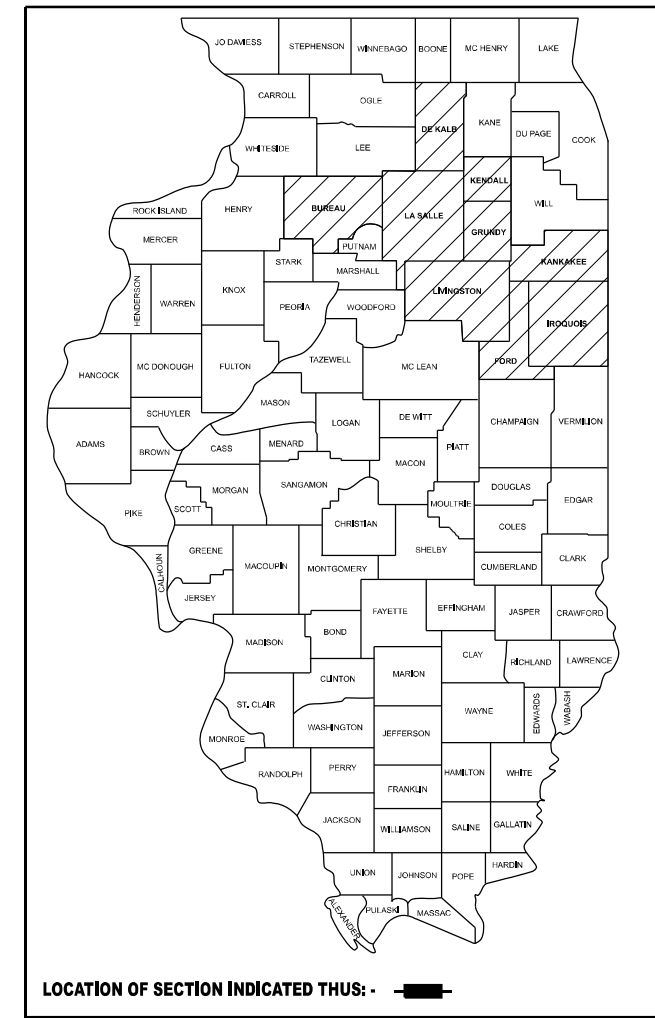 JO DAVIESS
STEPHENSON
WINNEBAGO
BOONE
MC HENRY
LAKE
CARROLL
OGLE
DE KALB
KANE
DU PAGE
COOK
WHITESIDE
LEE
KENDALL
WILL
ROCK ISLAND
HENRY
BUREAU
LA SALLE
GRUNDY
MERCER
PUTNAM
KANKAKEE
STARK
MARSHALL
HENDERSON
WARREN
KNOX
PEORIA
WOODFORD
LIVINGSTON
IROQUOIS
FORD
HANCOCK
MC DONOUGH
FULTON
TAZEWELL
MC LEAN
MASON
SCHUYLER
LOGAN
DE WITT
CHAMPAIGN
VERMILION
ADAMS
BROWN
CASS
MENARD
PIATT
MACON
MORGAN
SANGAMON
DOUGLAS
EDGAR
PIKE
SCOTT
CHRISTIAN
MOULTRIE
COLES
GREENE
MACOUPIN
MONTGOMERY
SHELBY
CUMBERLAND
CLARK
CALHOUN
JERSEY
FAYETTE
EFFINGHAM
JASPER
CRAWFORD
MADISON
BOND
CLAY
RICHLAND
LAWRENCE
CLINTON
MARION
ST. CLAIR
WAYNE
EDWARDS
WABASH
WASHINGTON
JEFFERSON
MONROE
RANDOLPH
PERRY
HAMILTON
WHITE
FRANKLIN
JACKSON
WILLIAMSON
SALINE
GALLATIN
UNION
JOHNSON
POPE
HARDIN
ALEXANDER
PULASKI
MASSAC
LOCATION OF SECTION INDICATED THUS: -